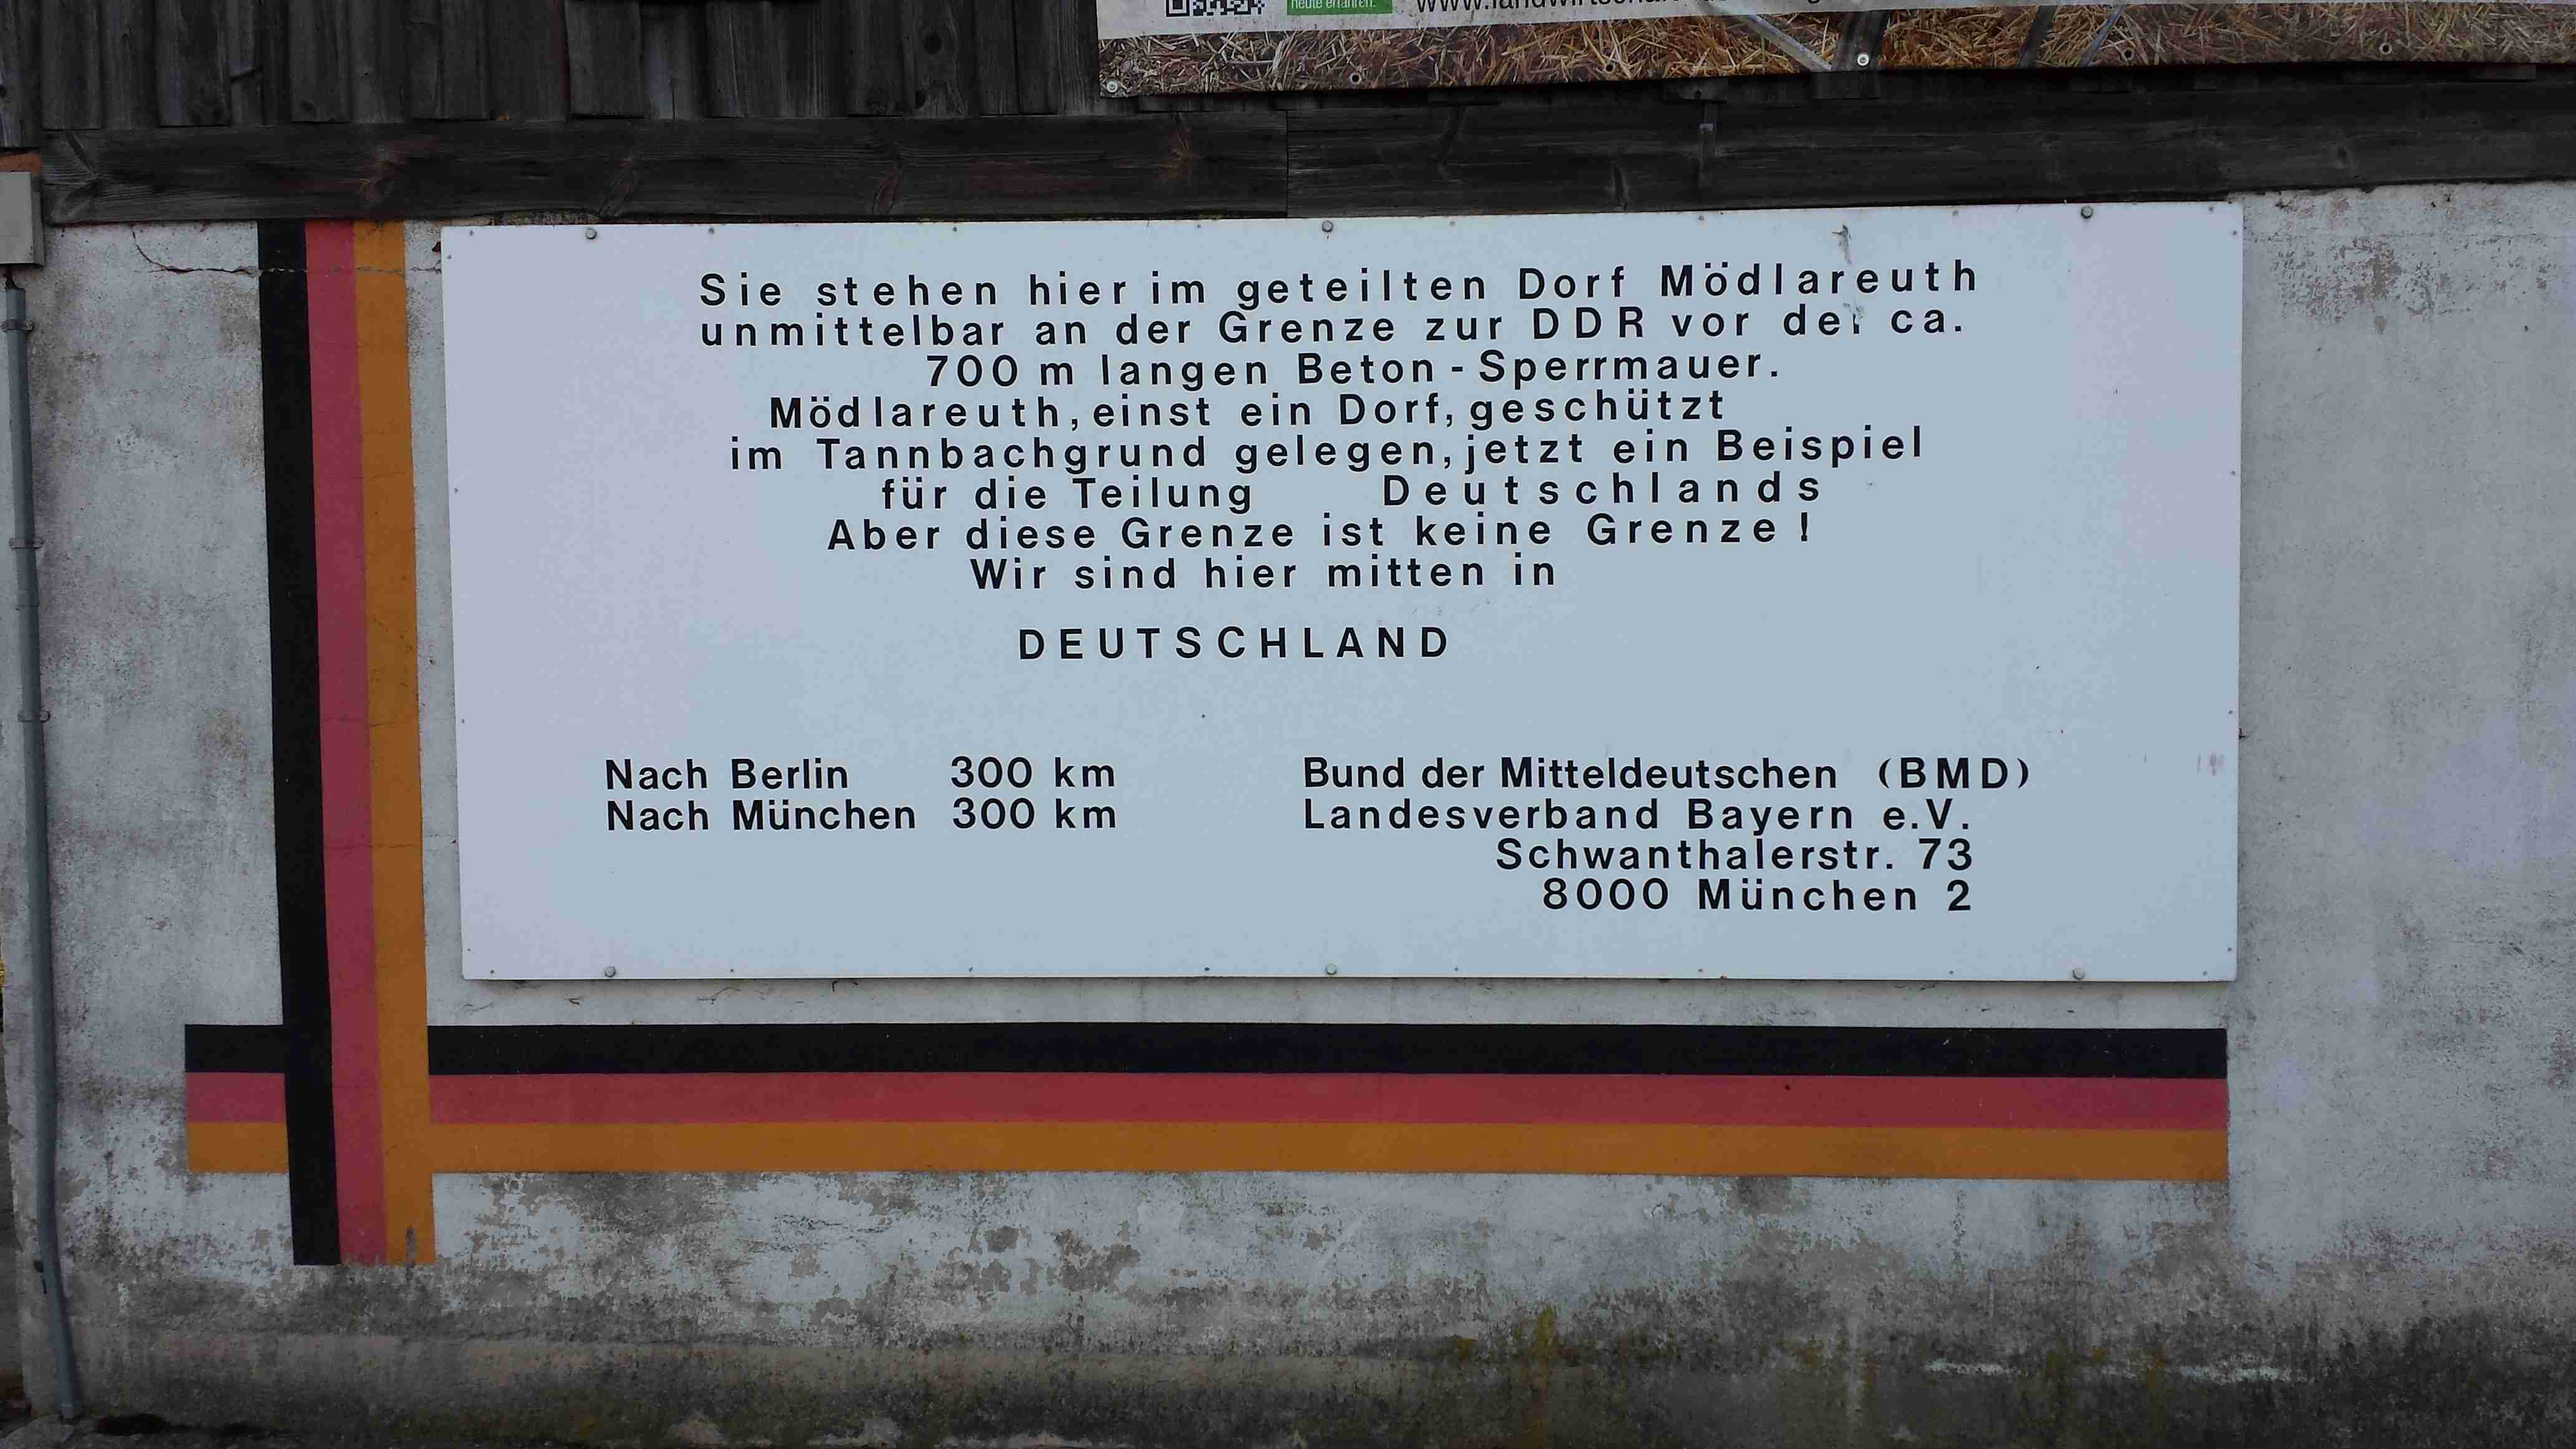 heute erfahren.
Sie stehen hier im geteilten Dorf Mödlareuth
unmittelbar an der Grenze zur DDR vor der ca.
700 m langen Beton-Sperrmauer.
Mödlareuth, einst ein Dorf, geschützt
im Tannbachgrund gelegen, jetzt ein Beispiel
für die Teilung Deutschlands
Aber diese Grenze ist keine Grenze!
Wir sind hier mitten in
DEUTSCHLAND
Nach Berlin 300 km
Nach München 300 km
Bund der Mitteldeutschen (BMD)
Landesverband Bayern e.V.
Schwanthalerstr. 73
8000 München 2